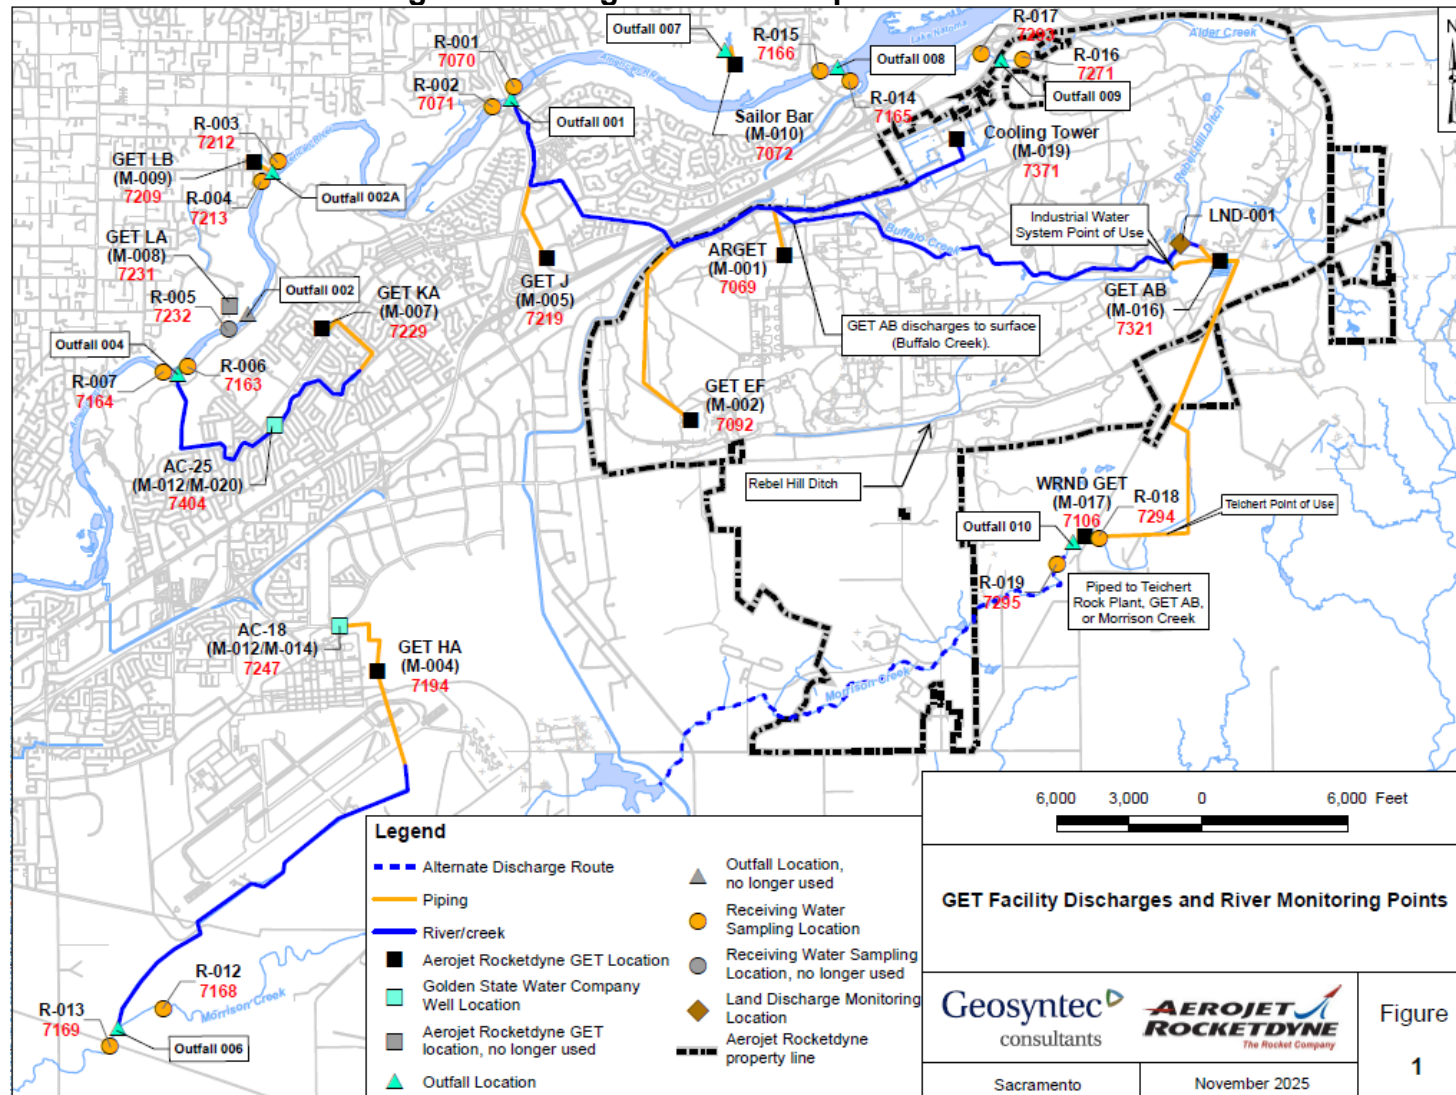 R-001
7070
R-002
7071
Outfall 001
Outfall 007
R-015
7166
Outfall 008
Lake Natoma
R-017
R-016
7271
Alder Creek
Outfall 009
R-014
7165
Sailor Bar
(M-010)
7072
Cooling Tower
(M-019)
7371
Rebel Hill Ditch
N
R-003
7212
GET LB
(M-009)
7209
R-004
7213
Outfall 002A
GET LA
(M-008)
7231
R-005
7232
Outfall 002
GET KA
(M-007)
7229
GET J
(M-005)
7219
ARGET
(M-001)
7069
Buffalo Creek
Industrial Water
System Point of Use
LND-001
GET AB
(M-016)
7321
GET AB discharges to surface
(Buffalo Creek).
Outfall 004
R-007
7164
R-006
7163
AC-25
(M-012/M-020)
7404
GET EF
(M-002)
7092
Rebel Hill Ditch
WRND GET
(M-017)
7106
R-018
7294
Teichert Point of Use
Outfall 010
R-019
7295
Piped to Teichert
Rock Plant, GET AB,
or Morrison Creek
Morrison Creek
AC-18
(M-012/M-014)
7247
GET HA
(M-004)
7194
R-012
7168
Morrison Creek
R-013
7169
Outfall 006
Legend
Alternate Discharge Route
Piping
River/creek
Aerojet Rocketdyne GET Location
Golden State Water Company
Well Location
Aerojet Rocketdyne GET
location, no longer used
Outfall Location
Outfall Location,
no longer used
Receiving Water
Sampling Location
Receiving Water Sampling
Location, no longer used
Land Discharge Monitoring
Location
Aerojet Rocketdyne
property line
6,000 3,000 0 6,000 Feet
GET Facility Discharges and River Monitoring Points
Geosyntec
consultants
AEROJET
ROCKETDYNE
The Rocket Company
Figure
1
Sacramento
November 2025